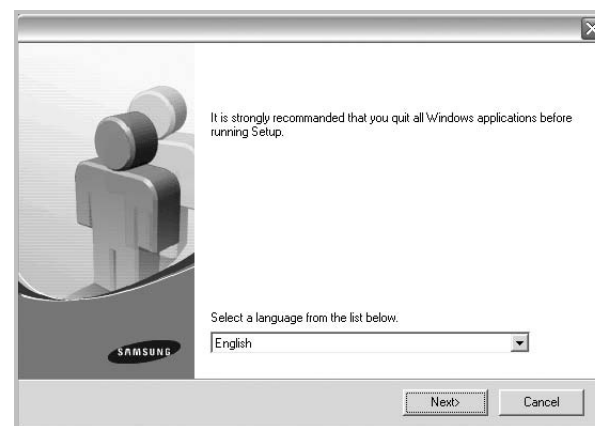 It is strongly recommanded that you quit all Windows applications before
running Setup.
Select a language from the list below.
English
SAMSUNG
Next>
Cancel